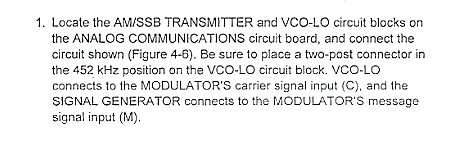 1. Locate the AM/SSB TRANSMITTER and VCO-LO circuit blocks on
the ANALOG COMMUNICATIONS circuit board, and connect the
circuit shown (Figure 4-6). Be sure to place a two-post connector in
the 452 kHz position on the VCO-LO circuit block. VCO-LO
connects to the MODULATOR'S carrier signal input (C), and the
SIGNAL GENERATOR connects to the MODULATOR'S message
signal input (M).